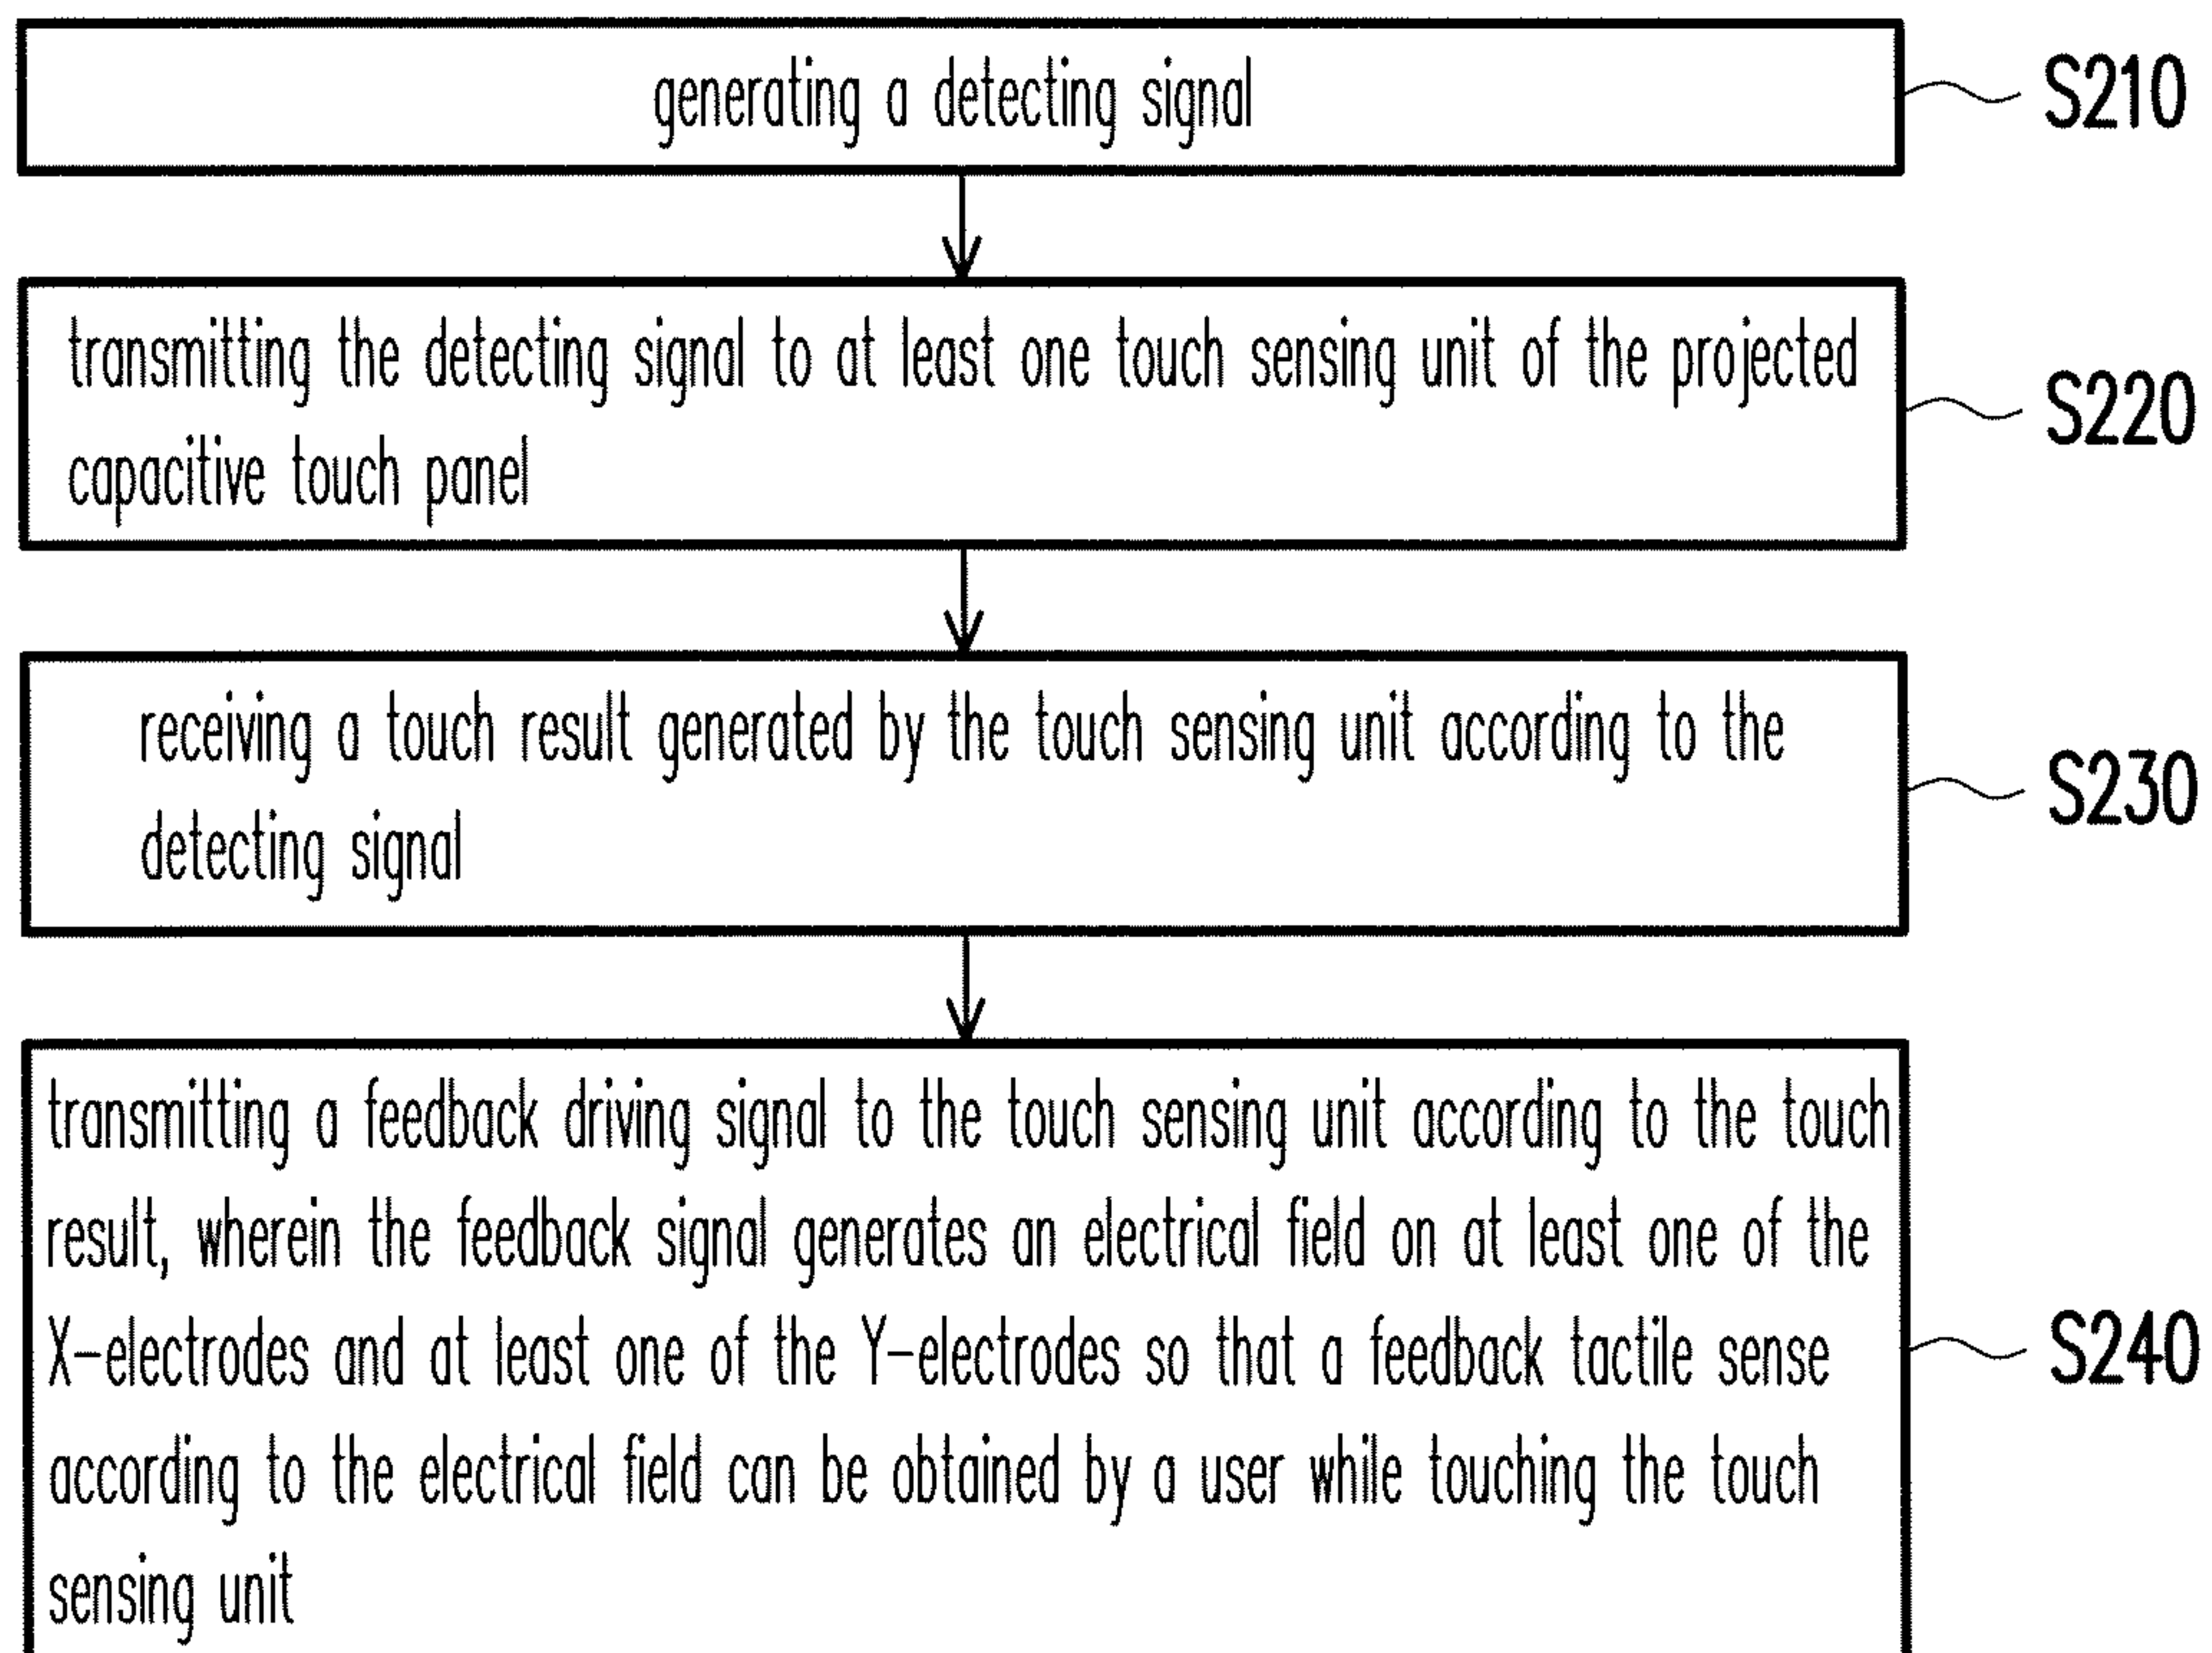 generating a detecting signal
S210
transmitting the detecting signal to at least one touch sensing unit of the projected
capacitive touch panel
S220
receiving a touch result generated by the touch sensing unit according to the
detecting signal
S230
transmitting a feedback driving signal to the touch sensing unit according to the touch
result, wherein the feedback signal generates an electrical field on at least one of the
X-electrodes and at least one of the Y-electrodes so that a feedback tactile sense
according to the electrical field can be obtained by a user while touching the touch
sensing unit
S240